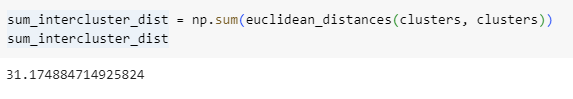 sum_intercluster_dist = np.sum(euclidean_distances(clusters, clusters))
sum_intercluster_dist
31.174884714925824